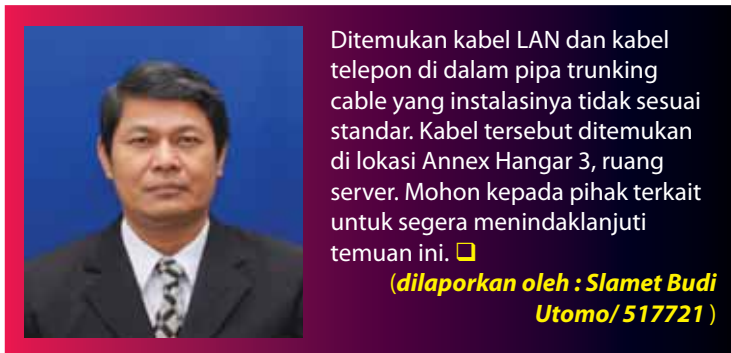 Ditemukan kabel LAN dan kabel
telepon di dalam pipa trunking
cable yang instalasinya tidak sesuai
standar. Kabel tersebut ditemukan
di lokasi Annex Hangar 3, ruang
server. Mohon kepada pihak terkait
untuk segera menindaklanjuti
temuan ini. ❑
(dilaporkan oleh : Slamet Budi
Utomo/ 517721 )